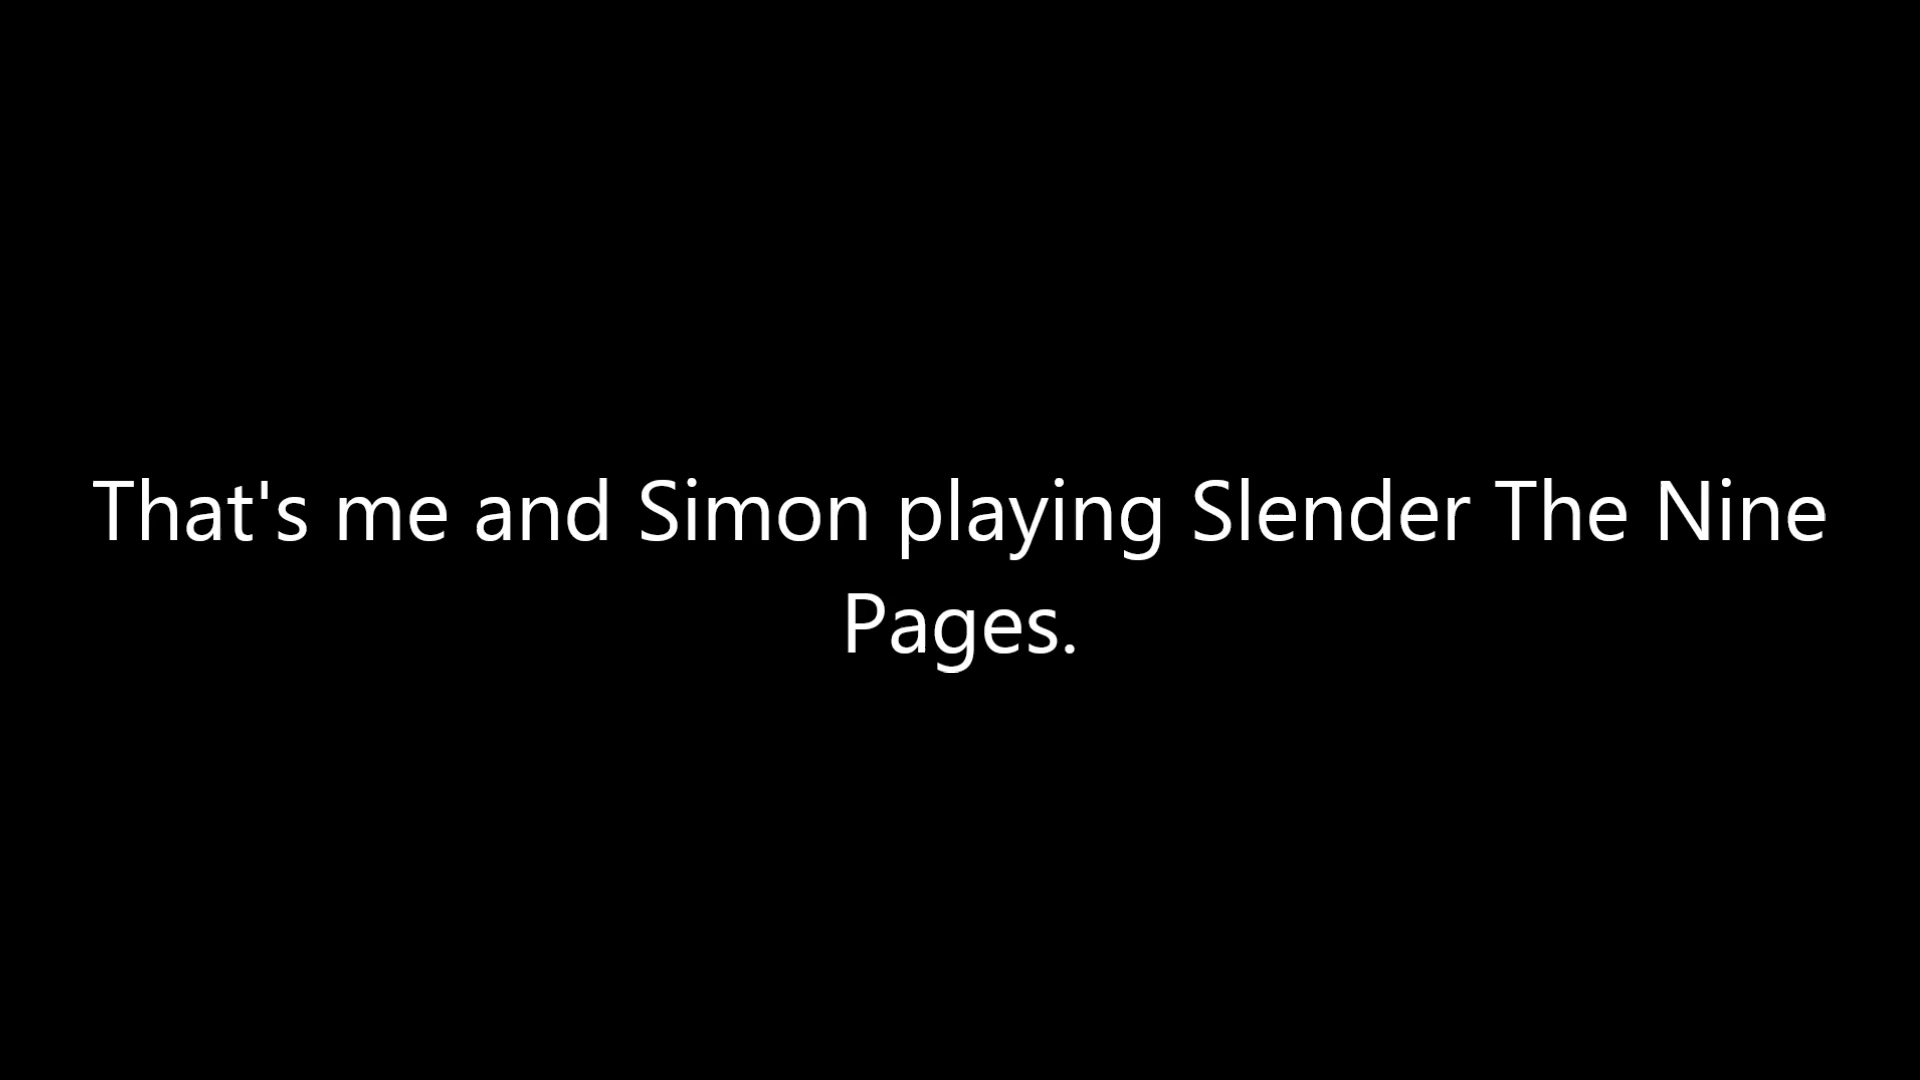 That's me and Simon playing Slender The Nine
Pages.